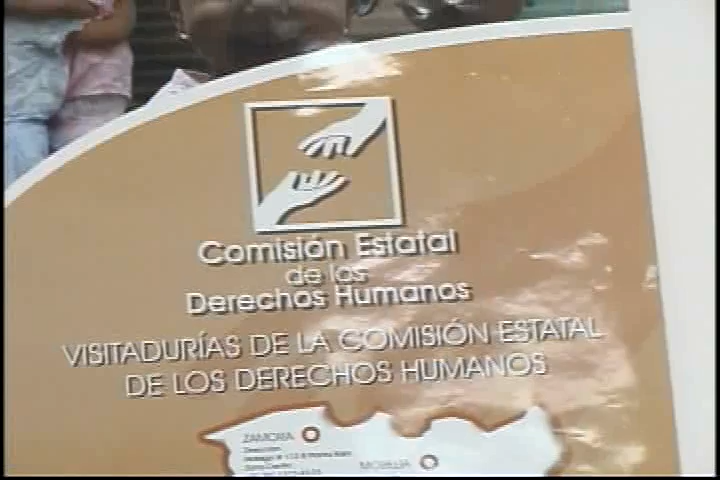 Comisión Estatal
de los
Derechos Humanos
VISITADURÍAS DE LA COMISIÓN ESTATAL
DE LOS DERECHOS HUMANOS
ZAMORA
MORELIA